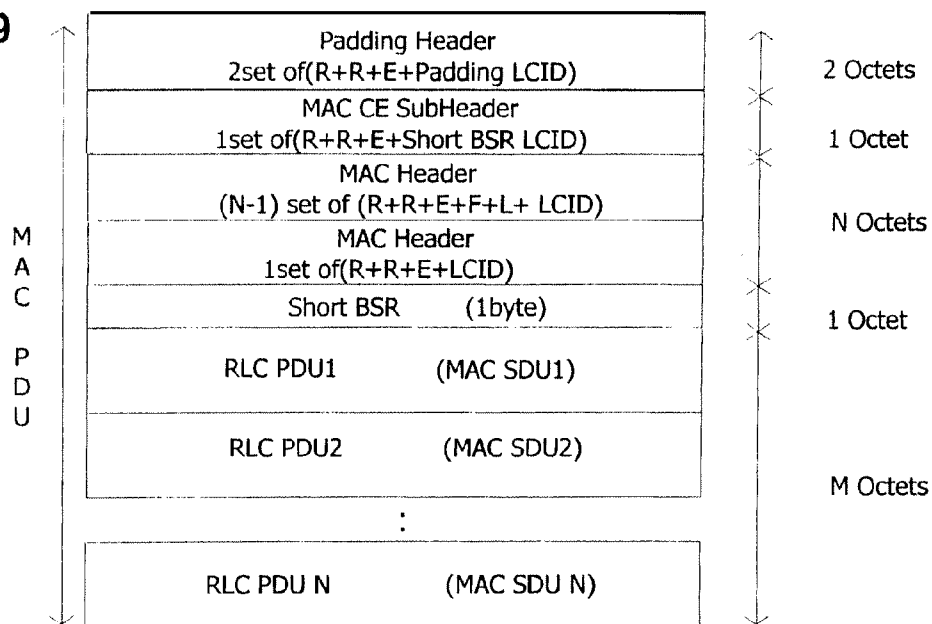 9
Padding Header
2set of(R+R+E+Padding LCID)
2 Octets
MAC CE SubHeader
1set of(R+R+E+Short BSR LCID)
1 Octet
MAC Header
(N-1) set of (R+R+E+F+L+ LCID)
N Octets
MAC Header
1set of(R+R+E+LCID)
Short BSR (1byte)
1 Octet
MAC PDU
RLC PDU1 (MAC SDU1)
RLC PDU2 (MAC SDU2)
M Octets
:
RLC PDU N (MAC SDU N)